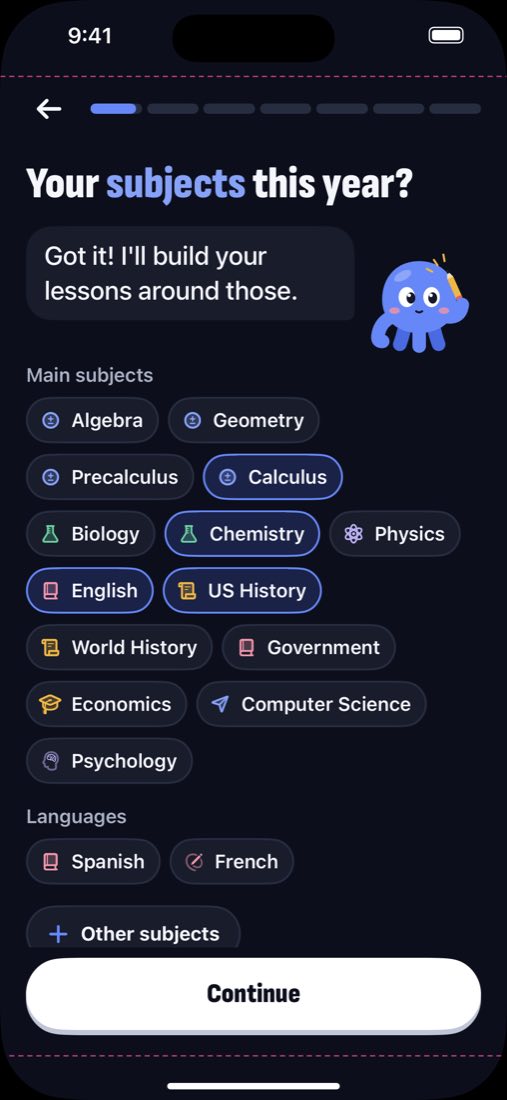 9:41
Your subjects this year?
Got it! I'll build your
lessons around those.
Main subjects
Algebra Geometry
Precalculus Calculus
Biology Chemistry Physics
English US History
World History Government
Economics Computer Science
Psychology
Languages
Spanish French
+ Other subjects
Continue